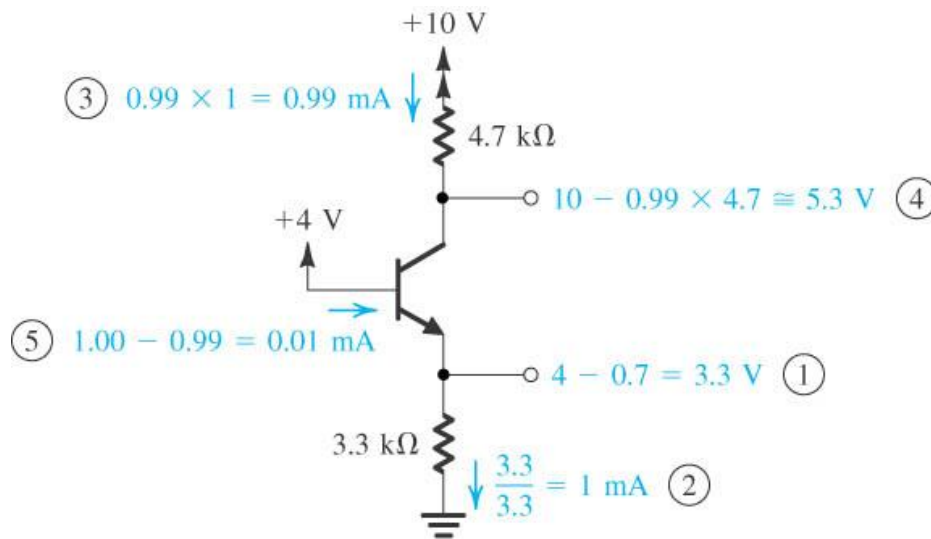 +10 V
③ 0.99 × 1 = 0.99 mA
4.7 kΩ
10 − 0.99 × 4.7 ≅ 5.3 V ④
+4 V
⑤ 1.00 − 0.99 = 0.01 mA
4 − 0.7 = 3.3 V ①
3.3 kΩ
3.3
3.3
= 1 mA ②